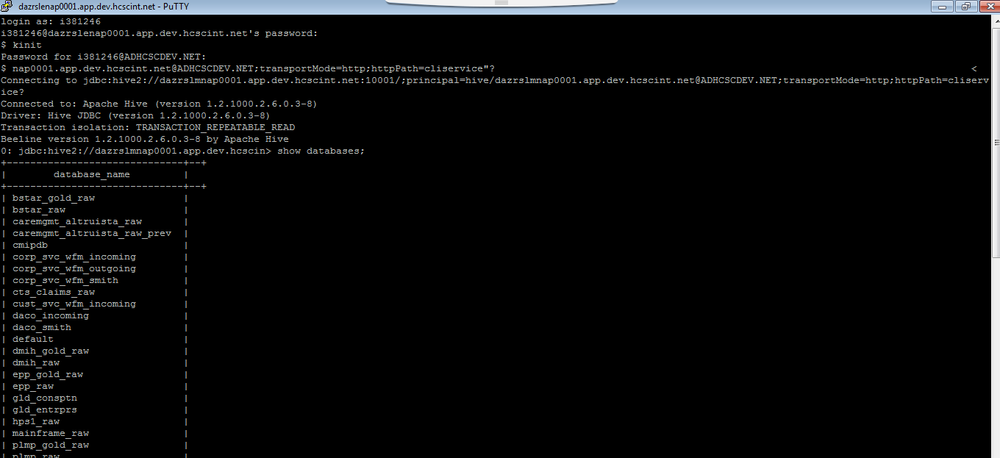 dazrslenap0001.app.dev.hcscint.net - PuTTY
login as: i381246
i381246@dazrslenap0001.app.dev.hcscint.net's password:
$ kinit
Password for i381246@ADHCSCDEV.NET:
$ nap0001.app.dev.hcscint.net@ADHCSCDEV.NET;transportMode=http;httpPath=cliservice"? <
Connecting to jdbc:hive2://dazrslmnap0001.app.dev.hcscint.net:10001/;principal=hive/dazrslmnap0001.app.dev.hcscint.net@ADHCSCDEV.NET;transportMode=http;httpPath=cliserv
ice?
Connected to: Apache Hive (version 1.2.1000.2.6.0.3-8)
Driver: Hive JDBC (version 1.2.1000.2.6.0.3-8)
Transaction isolation: TRANSACTION_REPEATABLE_READ
Beeline version 1.2.1000.2.6.0.3-8 by Apache Hive
0: jdbc:hive2://dazrslmnap0001.app.dev.hcscin> show databases;
+------------------------------+--+
| database_name |
+------------------------------+--+
| bstar_gold_raw |
| bstar_raw |
| caremgmt_altruista_raw |
| caremgmt_altruista_raw_prev |
| cmipdb |
| corp_svc_wfm_incoming |
| corp_svc_wfm_outgoing |
| corp_svc_wfm_smith |
| cts_claims_raw |
| cust_svc_wfm_incoming |
| daco_incoming |
| daco_smith |
| default |
| dmih_gold_raw |
| dmih_raw |
| epp_gold_raw |
| epp_raw |
| gld_consptn |
| gld_entrprs |
| hps1_raw |
| mainframe_raw |
| plmp_gold_raw |
| plmp_raw |